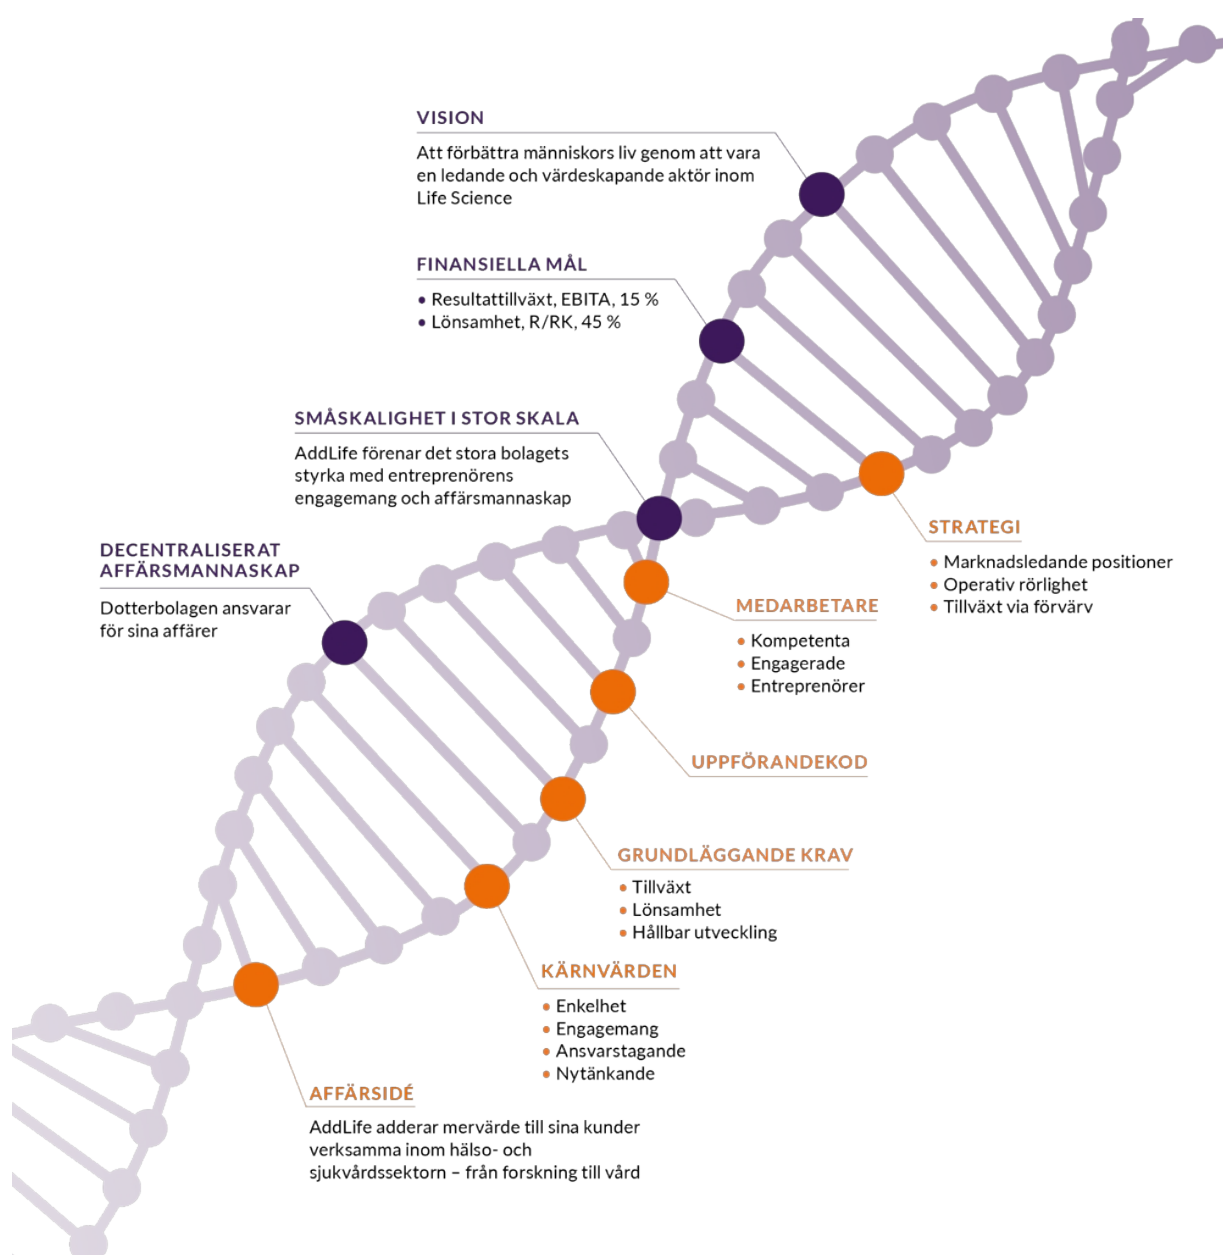 VISION
Att förbättra människors liv genom att vara
en ledande och värdeskapande aktör inom
Life Science
FINANSIELLA MÅL
• Resultattillväxt, EBITA, 15 %
• Lönsamhet, R/RK, 45 %
SMÅSKALIGHET I STOR SKALA
AddLife förenar det stora bolagets
styrka med entreprenörens
engagemang och affärsmannaskap
DECENTRALISERAT
AFFÄRSMANNASKAP
Dotterbolagen ansvarar
för sina affärer
STRATEGI
• Marknadsledande positioner
• Operativ rörlighet
• Tillväxt via förvärv
MEDARBETARE
• Kompetenta
• Engagerade
• Entreprenörer
UPPFÖRANDEKOD
GRUNDLÄGGANDE KRAV
• Tillväxt
• Lönsamhet
• Hållbar utveckling
KÄRNVÄRDEN
• Enkelhet
• Engagemang
• Ansvarstagande
• Nytänkande
AFFÄRSIDÉ
AddLife adderar mervärde till sina kunder
verksamma inom hälso- och
sjukvårdssektorn – från forskning till vård